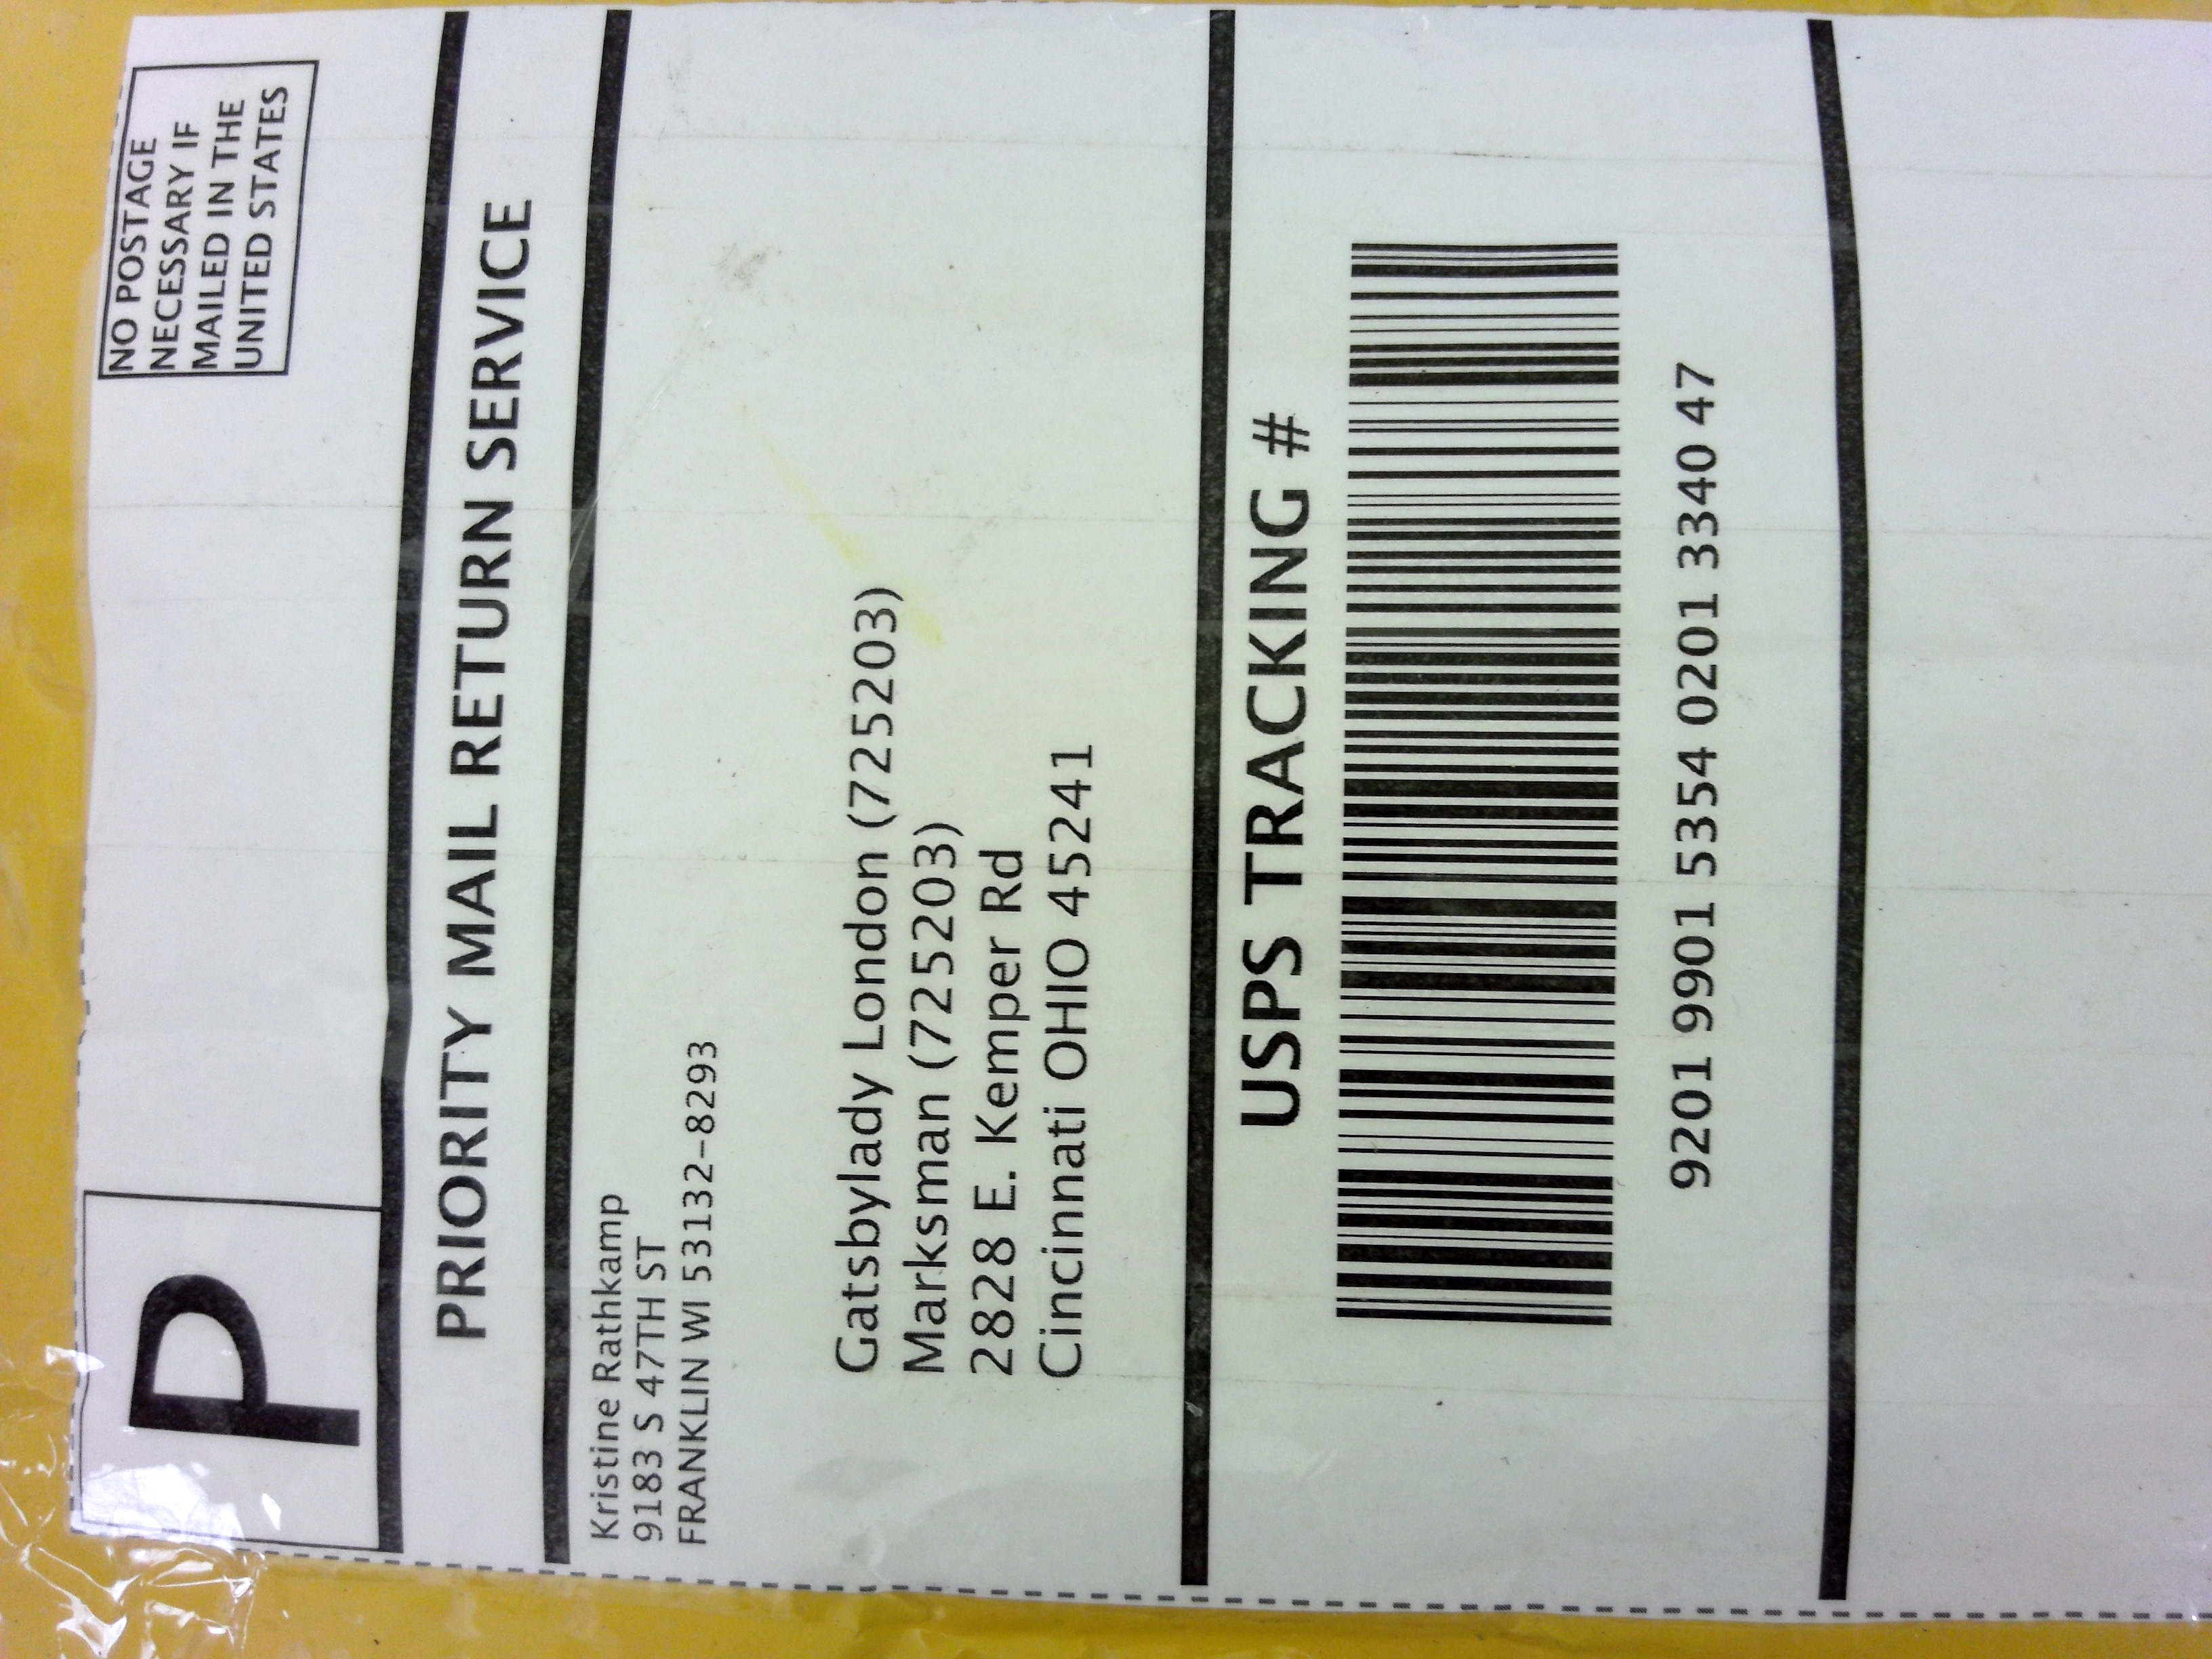 P
NO POSTAGE
NECESSARY IF
MAILED IN THE
UNITED STATES
PRIORITY MAIL RETURN SERVICE
Kristine Rathkamp
9183 S 47TH ST
FRANKLIN WI 53132-8293
Gatsbylady London (725203)
Marksman (725203)
2828 E. Kemper Rd
Cincinnati OHIO 45241
USPS TRACKING #
9201 9901 5354 0201 3340 47